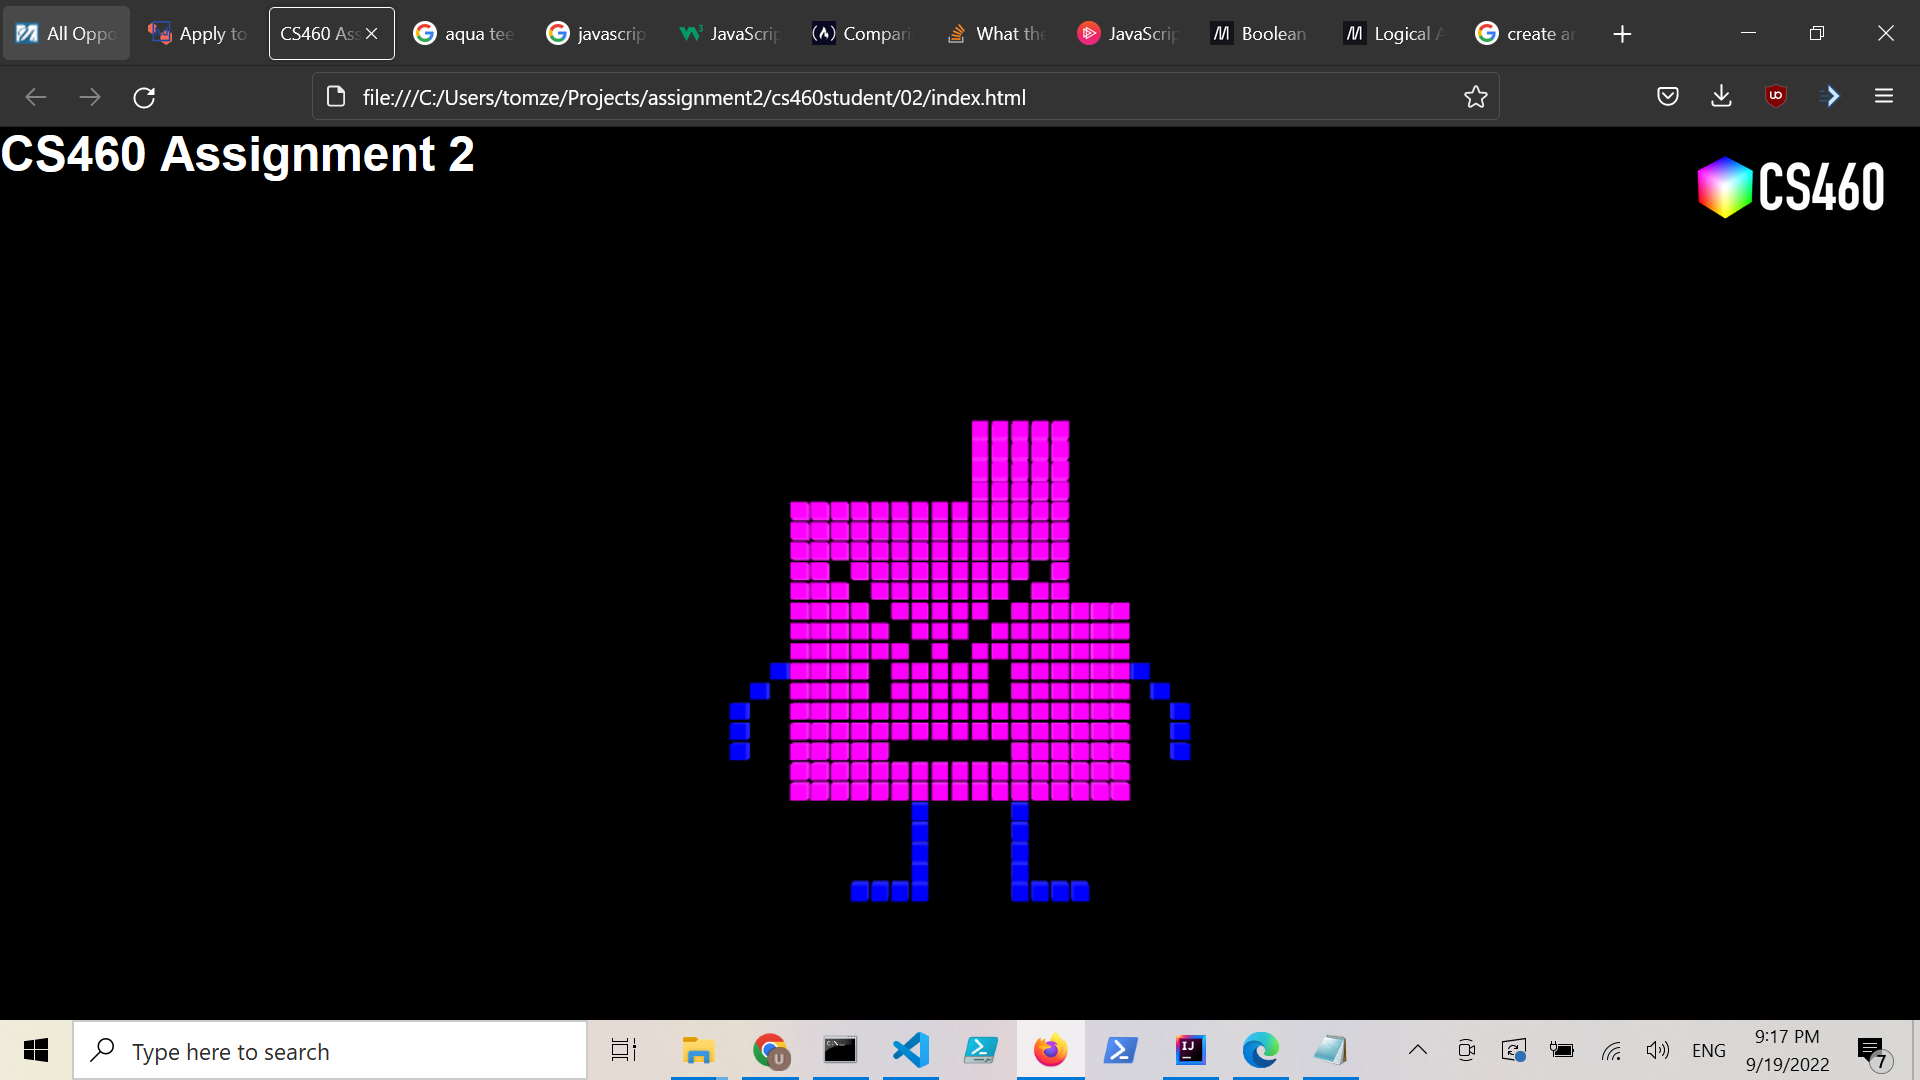 All Oppo
Apply to
CS460 Ass
aqua tee
javascrip
JavaScrip
Compari
What the
JavaScrip
Boolean
Logical A
create ar
file:///C:/Users/tomze/Projects/assignment2/cs460student/02/index.html
CS460 Assignment 2
CS460
Type here to search
ENG
9:17 PM
9/19/2022
7